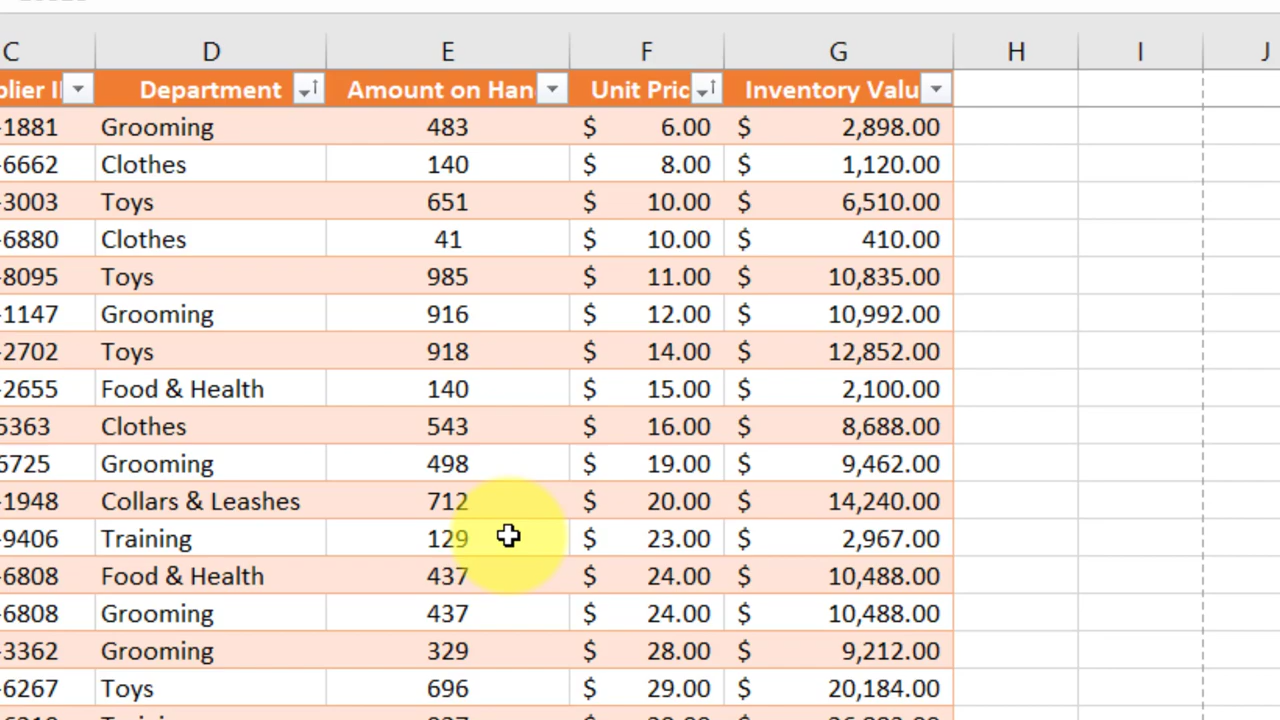 C D E F G H I J
Department Amount on Han Unit Pric Inventory Valu
-1881 Grooming 483 $ 6.00 $ 2,898.00
-6662 Clothes 140 $ 8.00 $ 1,120.00
-3003 Toys 651 $ 10.00 $ 6,510.00
-6880 Clothes 41 $ 10.00 $ 410.00
-8095 Toys 985 $ 11.00 $ 10,835.00
-1147 Grooming 916 $ 12.00 $ 10,992.00
-2702 Toys 918 $ 14.00 $ 12,852.00
-2655 Food & Health 140 $ 15.00 $ 2,100.00
5363 Clothes 543 $ 16.00 $ 8,688.00
6725 Grooming 498 $ 19.00 $ 9,462.00
-1948 Collars & Leashes 712 $ 20.00 $ 14,240.00
-9406 Training 129 $ 23.00 $ 2,967.00
-6808 Food & Health 437 $ 24.00 $ 10,488.00
-6808 Grooming 437 $ 24.00 $ 10,488.00
-3362 Grooming 329 $ 28.00 $ 9,212.00
-6267 Toys 696 $ 29.00 $ 20,184.00